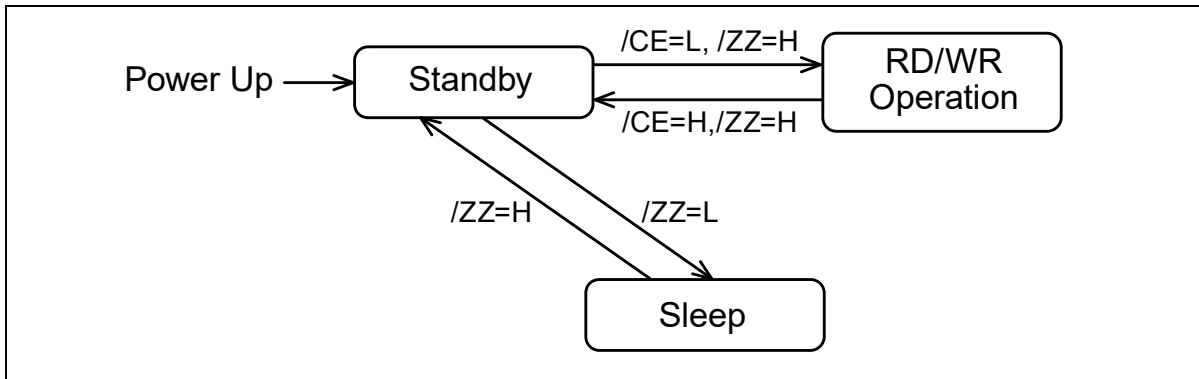 /CE=L, /ZZ=H
Power Up
Standby
RD/WR
Operation
/CE=H,/ZZ=H
/ZZ=H
/ZZ=L
Sleep